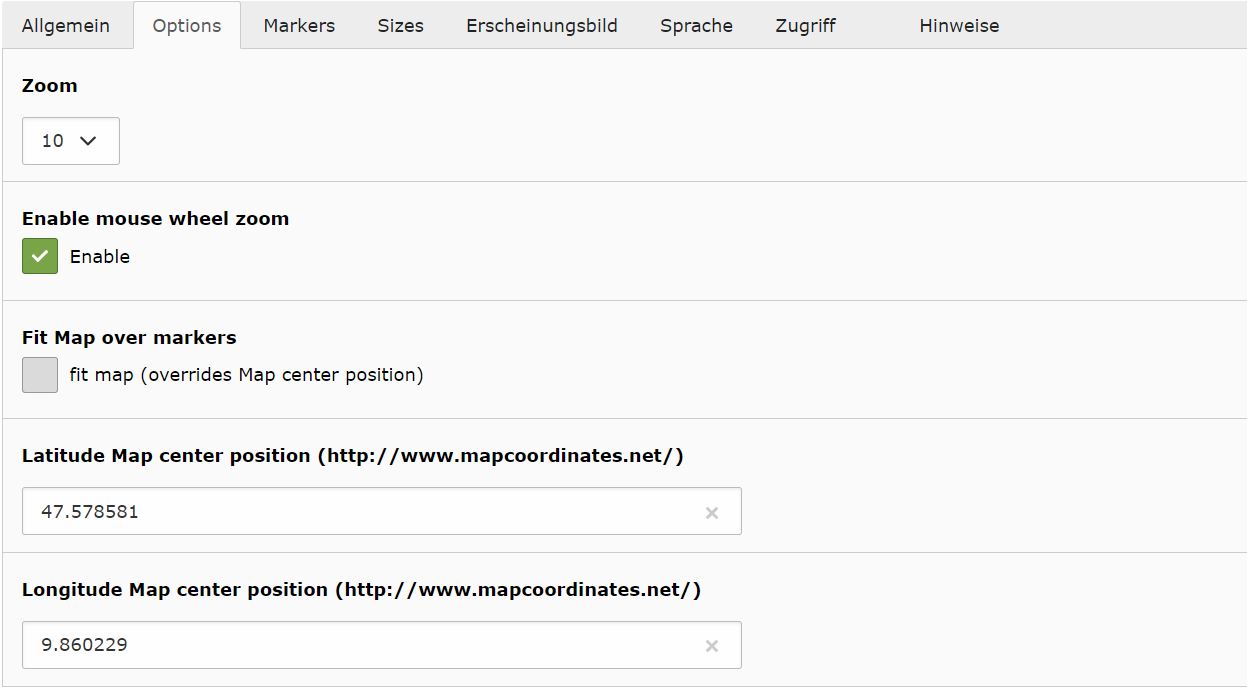 Allgemein Options Markers Sizes Erscheinungsbild Sprache Zugriff Hinweise
Zoom
10
Enable mouse wheel zoom
Enable
Fit Map over markers
fit map (overrides Map center position)
Latitude Map center position (http://www.mapcoordinates.net/)
47.578581
Longitude Map center position (http://www.mapcoordinates.net/)
9.860229